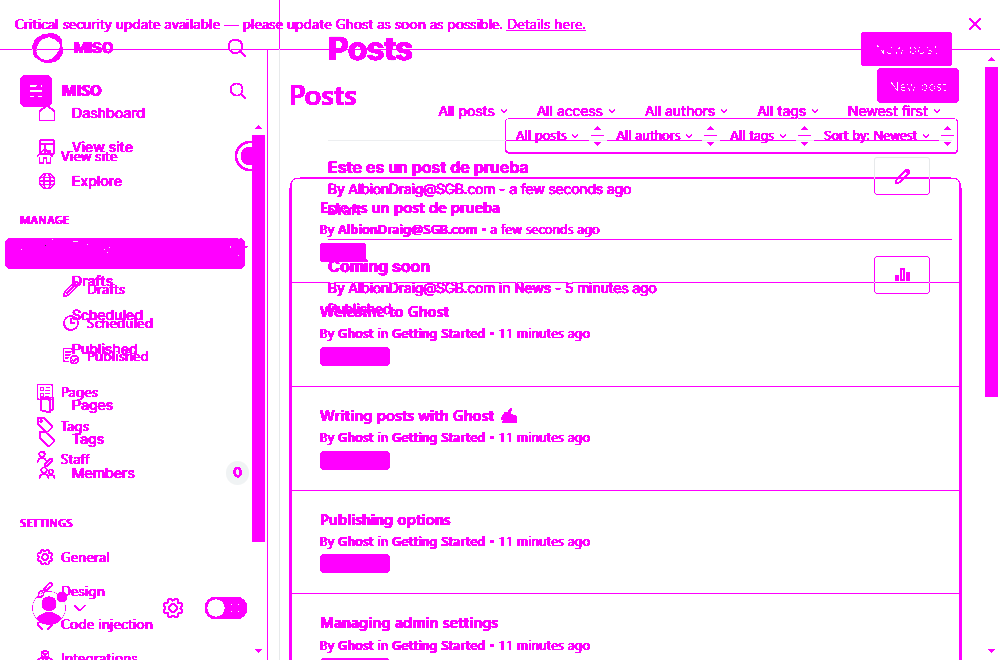 Critical security update available — please update Ghost as soon as possible. Details here.
MISO
Posts
New post
MISO
Posts
New post
Dashboard
All posts
All access
All authors
All tags
Newest first
All posts
All authors
All tags
Sort by: Newest
View site
View site
Explore
Este es un post de prueba
By AlbionDraig@SGB.com - a few seconds ago
Draft
Este es un post de prueba
By AlbionDraig@SGB.com • a few seconds ago
MANAGE
Coming soon
By AlbionDraig@SGB.com in News - 5 minutes ago
Published
Drafts
Drafts
Scheduled
Scheduled
Published
Published
Welcome to Ghost
By Ghost in Getting Started • 11 minutes ago
Pages
Pages
Tags
Tags
Staff
Members
0
Writing posts with Ghost ✍
By Ghost in Getting Started • 11 minutes ago
SETTINGS
Publishing options
By Ghost in Getting Started • 11 minutes ago
General
Design
Code injection
Integrations
Managing admin settings
By Ghost in Getting Started • 11 minutes ago